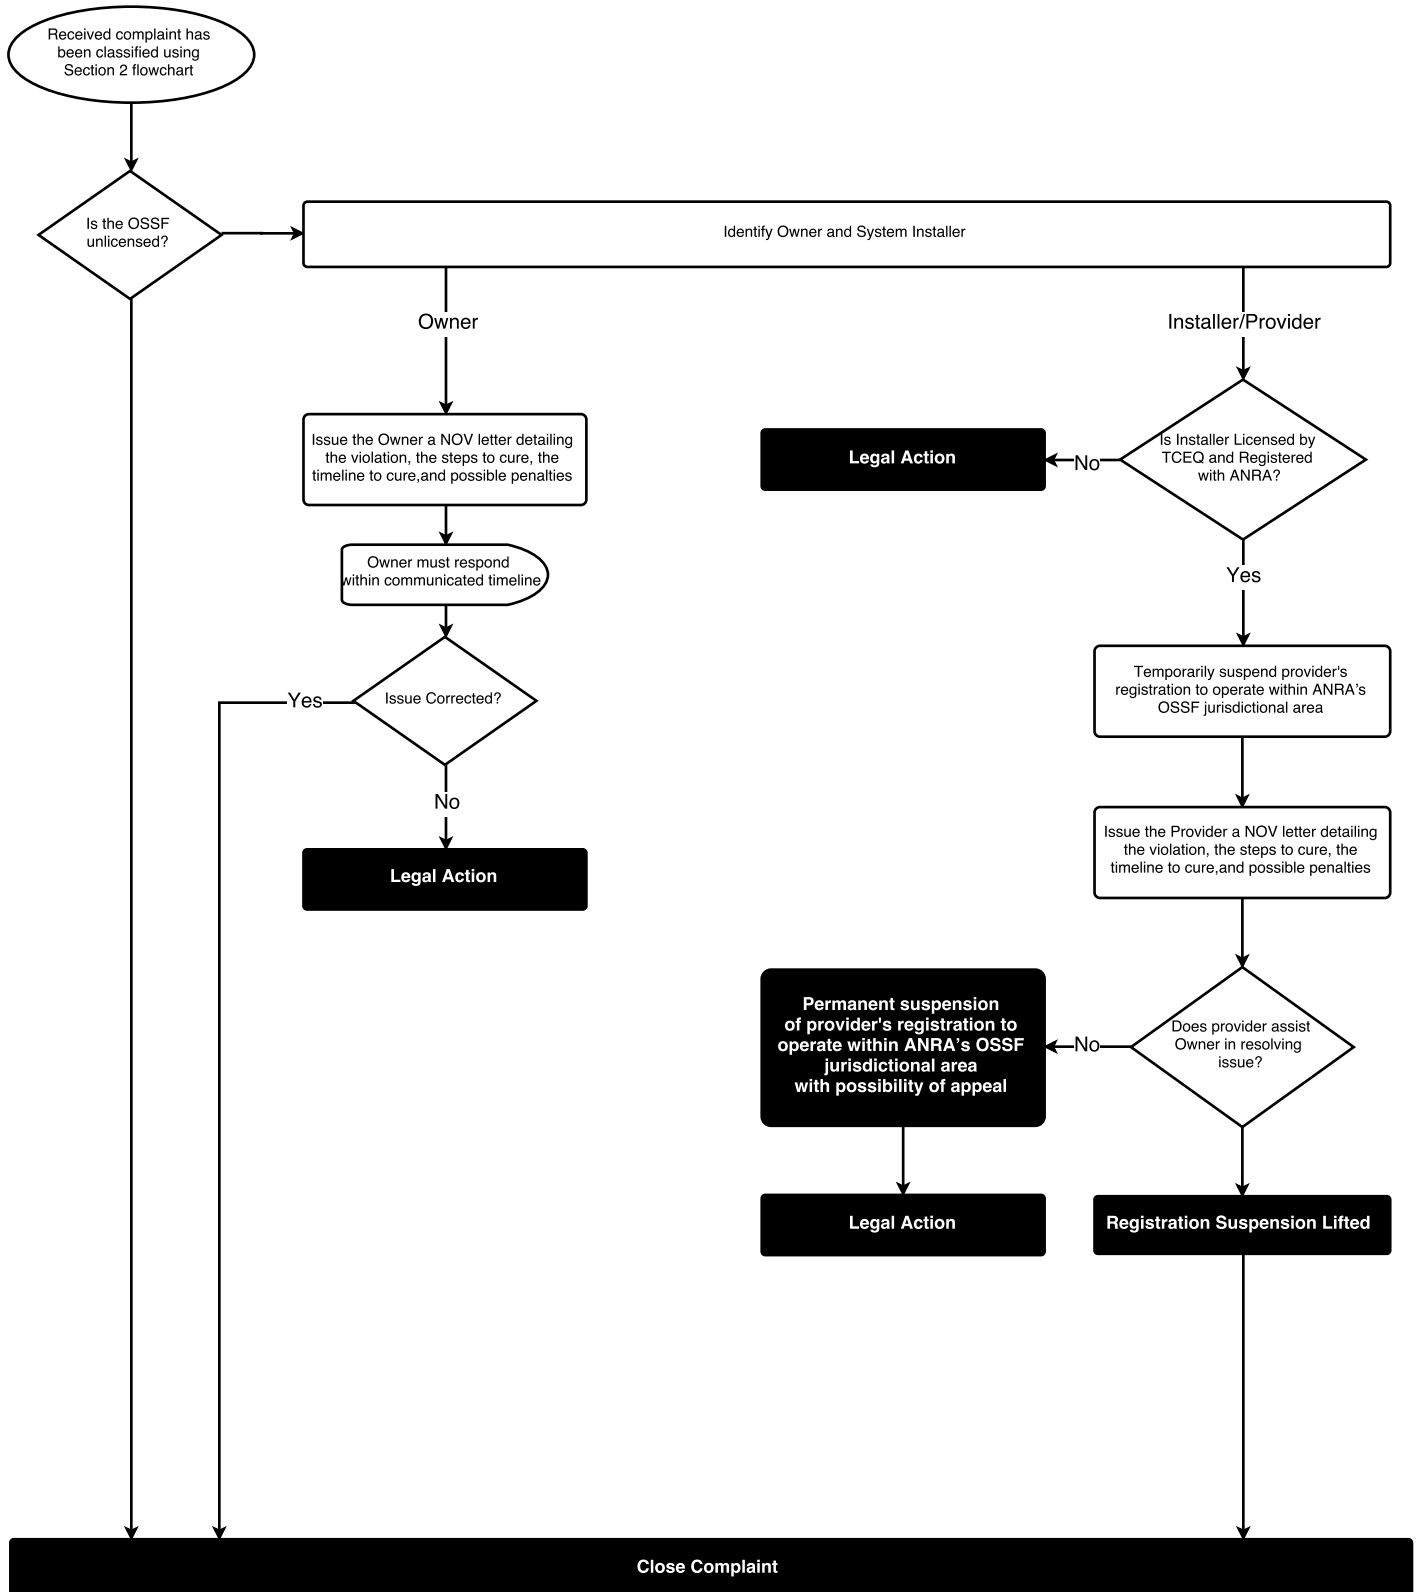 Received complaint has
been classified using
Section 2 flowchart
Is the OSSF
unlicensed?
Identify Owner and System Installer
Owner
Installer/Provider
Issue the Owner a NOV letter detailing
the violation, the steps to cure, the
timeline to cure,and possible penalties
Legal Action
No
Is Installer Licensed by
TCEQ and Registered
with ANRA?
Owner must respond
within communicated timeline
Yes
Yes
Issue Corrected?
Temporarily suspend provider's
registration to operate within ANRA's
OSSF jurisdictional area
No
Legal Action
Issue the Provider a NOV letter detailing
the violation, the steps to cure, the
timeline to cure,and possible penalties
Permanent suspension
of provider's registration to
operate within ANRA's OSSF
jurisdictional area
with possibility of appeal
No
Does provider assist
Owner in resolving
issue?
Legal Action
Registration Suspension Lifted
Close Complaint